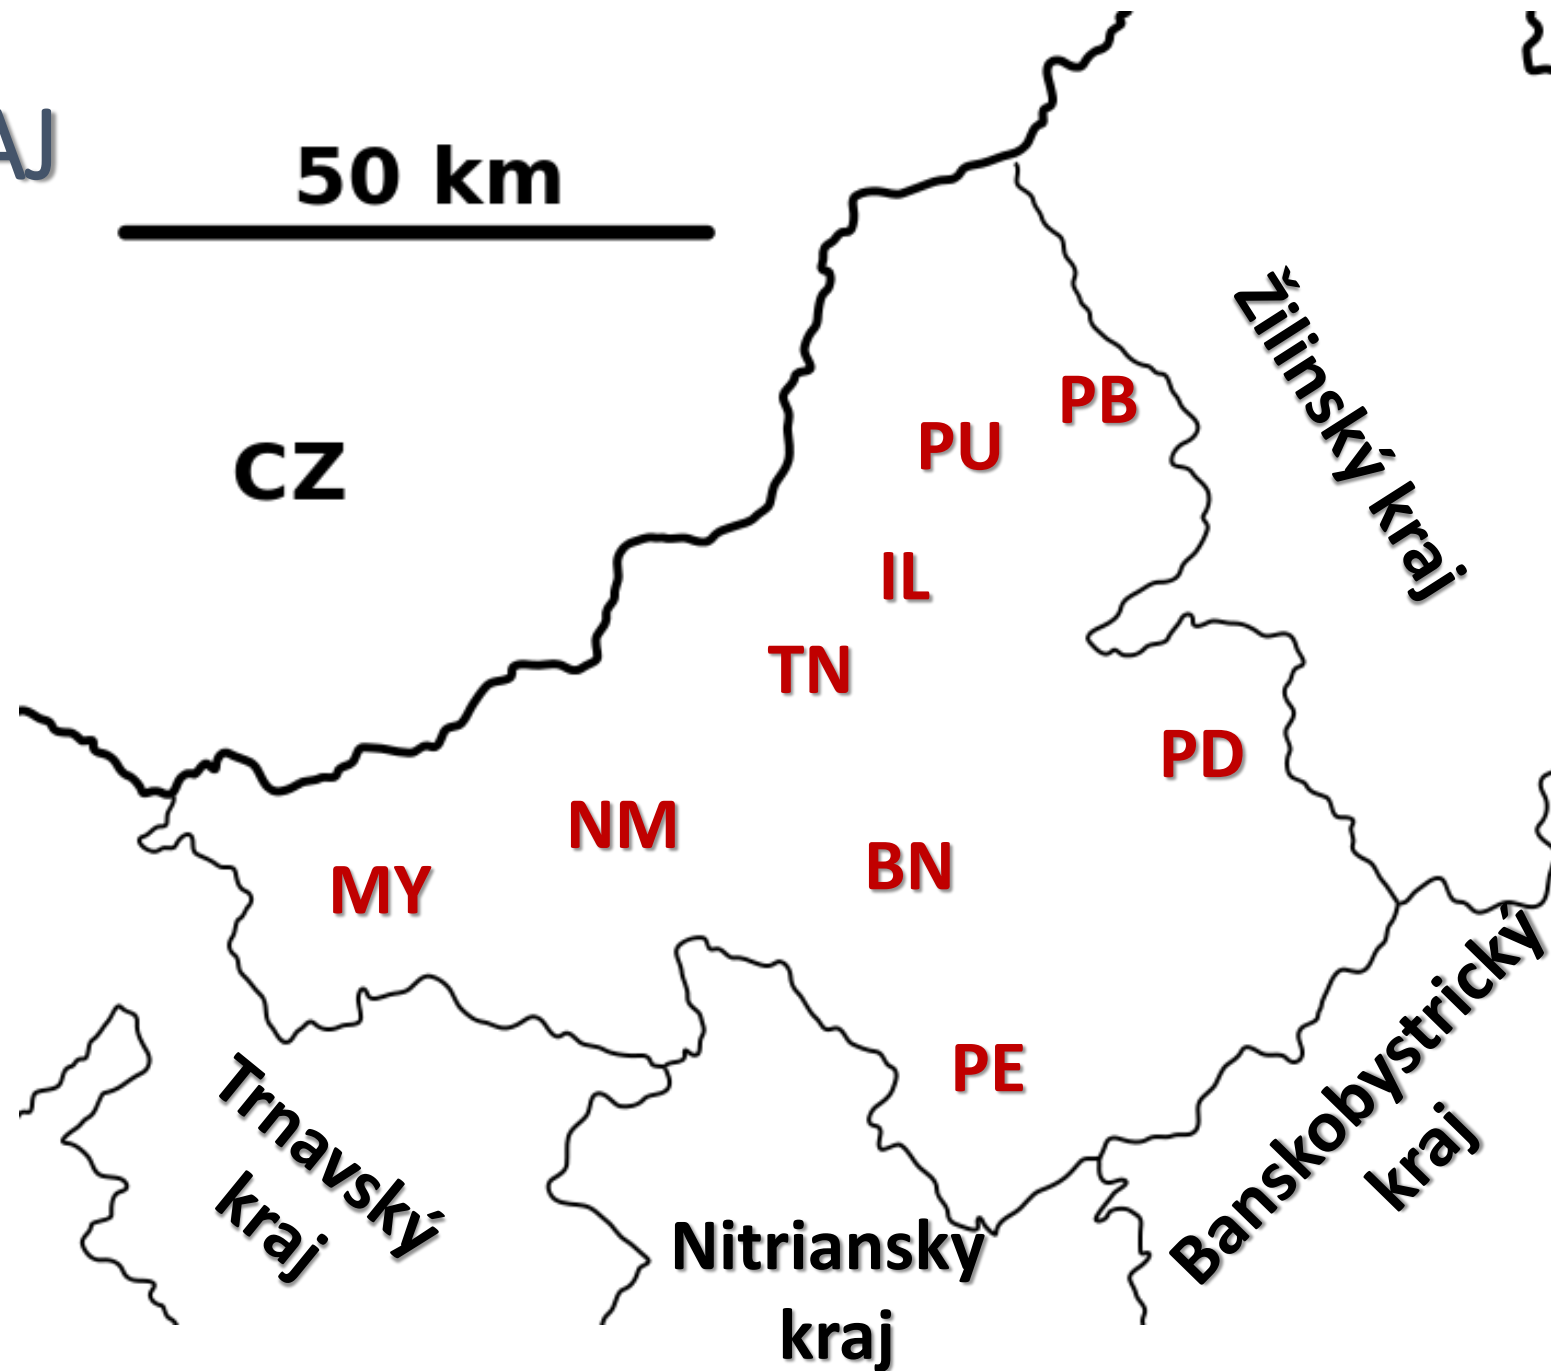 AJ
50 km
CZ
Žilinský kraj
PB
PU
IL
TN
PD
NM
BN
MY
PE
Trnavský
kraj
Nitriansky
kraj
Banskobystrický
kraj